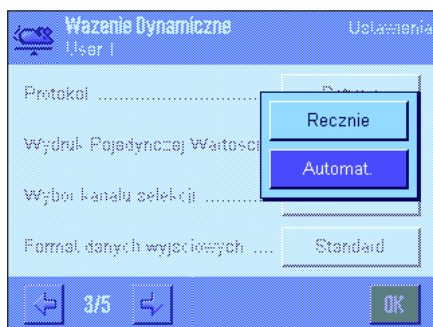 Wazenie Dynamiczne
Ustawienia
User 1
Protokol ..............................
Recznie
Wydruk Pojedynczej Wartosci
Automat.
Wybor kanalu selekcji ............
Format danych wyjsciowych .... Standard
3/5
OK